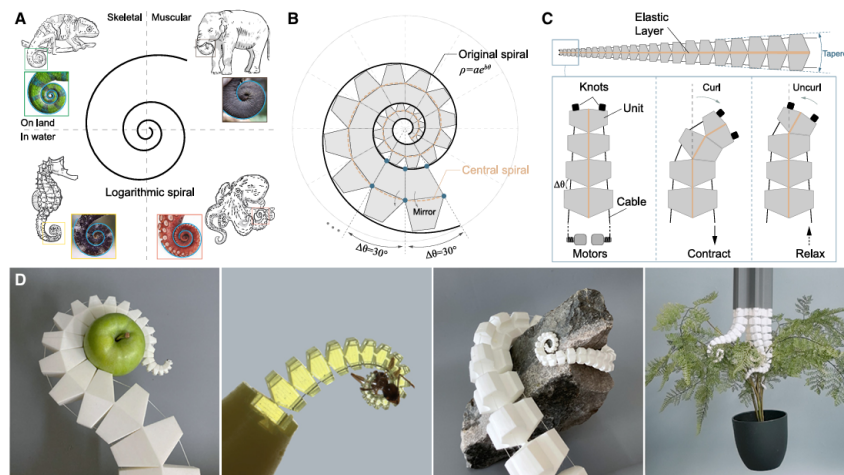 A
Skeletal
Muscular
On land
In water
Logarithmic spiral
B
Original spiral
ρ=ae^{bθ}
Central spiral
Mirror
Δθ=30°
Δθ=30°
C
Elastic
Layer
Tapered
Knots
Unit
Δθ
Cable
Motors
Curl
Contract
Uncurl
Relax
D